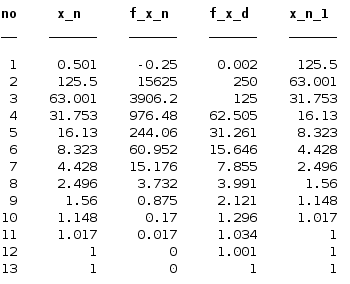 no x_n f_x_n f_x_d x_n_1
1 0.501 -0.25 0.002 125.5
2 125.5 15625 250 63.001
3 63.001 3906.2 125 31.753
4 31.753 976.48 62.505 16.13
5 16.13 244.06 31.261 8.323
6 8.323 60.952 15.646 4.428
7 4.428 15.176 7.855 2.496
8 2.496 3.732 3.991 1.56
9 1.56 0.875 2.121 1.148
10 1.148 0.17 1.296 1.017
11 1.017 0.017 1.034 1
12 1 0 1.001 1
13 1 0 1 1